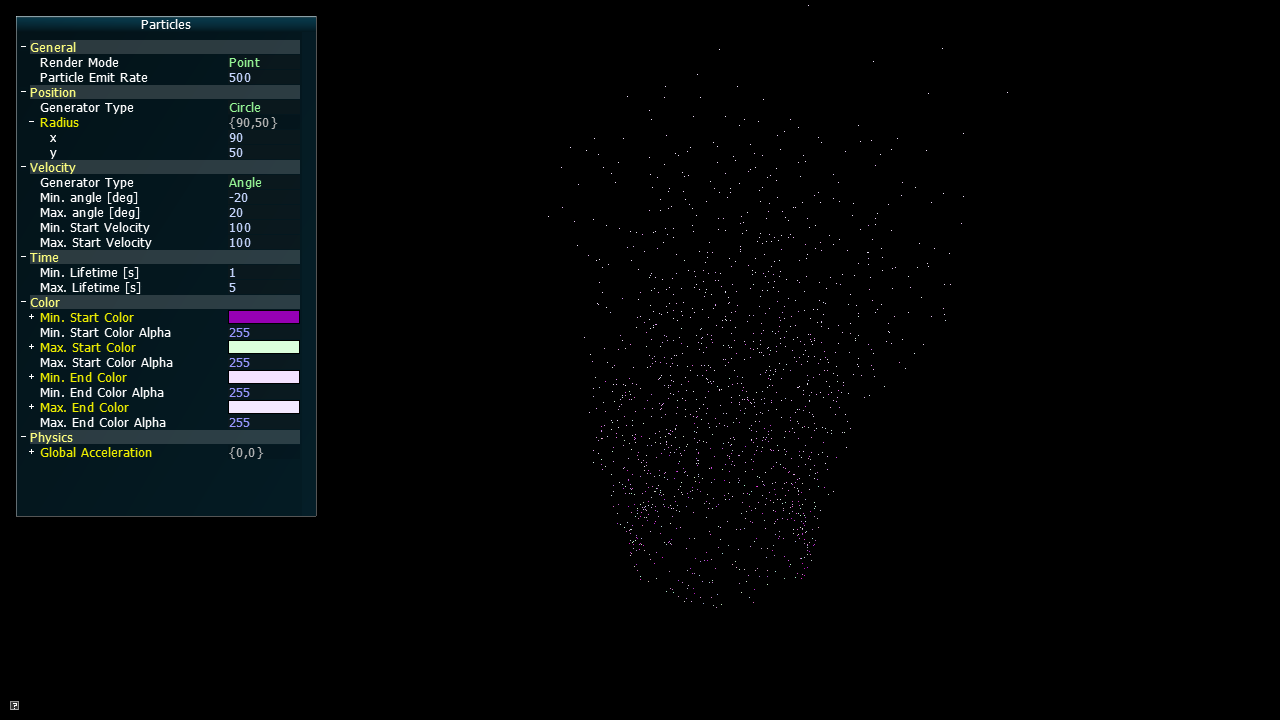 Particles
− General
Render Mode Point
Particle Emit Rate 500
− Position
Generator Type Circle
− Radius {90,50}
x 90
y 50
− Velocity
Generator Type Angle
Min. angle [deg] -20
Max. angle [deg] 20
Min. Start Velocity 100
Max. Start Velocity 100
− Time
Min. Lifetime [s] 1
Max. Lifetime [s] 5
− Color
+ Min. Start Color
Min. Start Color Alpha 255
+ Max. Start Color
Max. Start Color Alpha 255
+ Min. End Color
Min. End Color Alpha 255
+ Max. End Color
Max. End Color Alpha 255
− Physics
+ Global Acceleration {0,0}
?